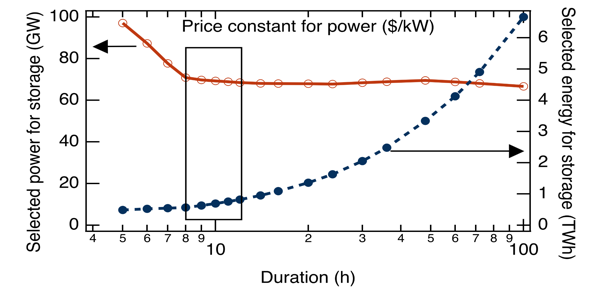 Price constant for power ($/kW)
Selected power for storage (GW)
100
80
60
40
20
0
Selected energy for storage (TWh)
6
5
4
3
2
1
0
4 5 6 7 8 9 10 2 3 4 5 6 7 8 9 100
Duration (h)